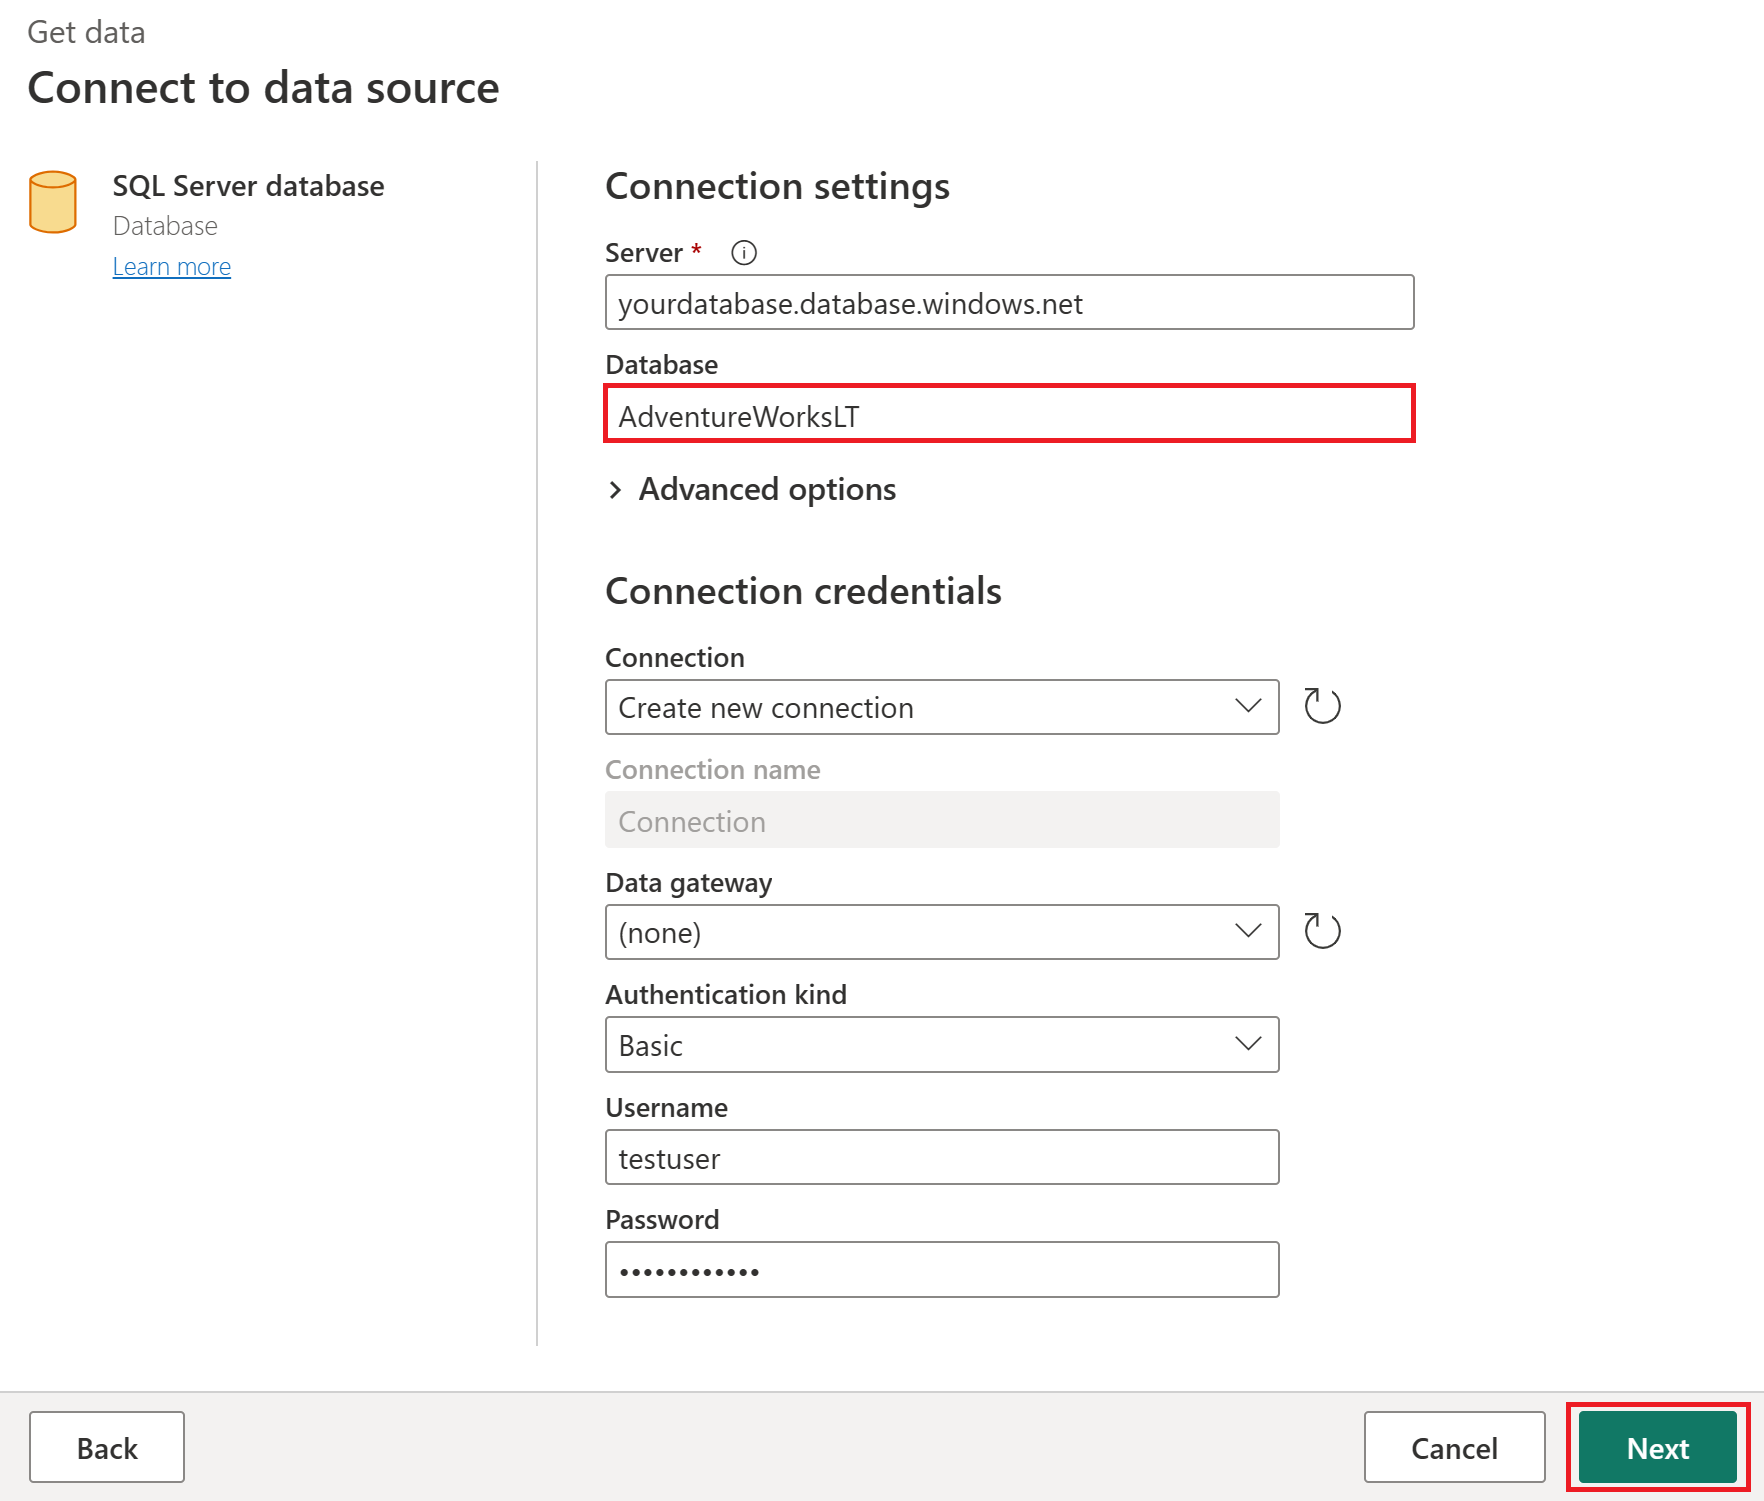 Get data
Connect to data source
SQL Server database
Database
Learn more
Connection settings
Server *
yourdatabase.database.windows.net
Database
AdventureWorksLT
Advanced options
Connection credentials
Connection
Create new connection
Connection name
Connection
Data gateway
(none)
Authentication kind
Basic
Username
testuser
Password
••••••••••••
Back
Cancel
Next